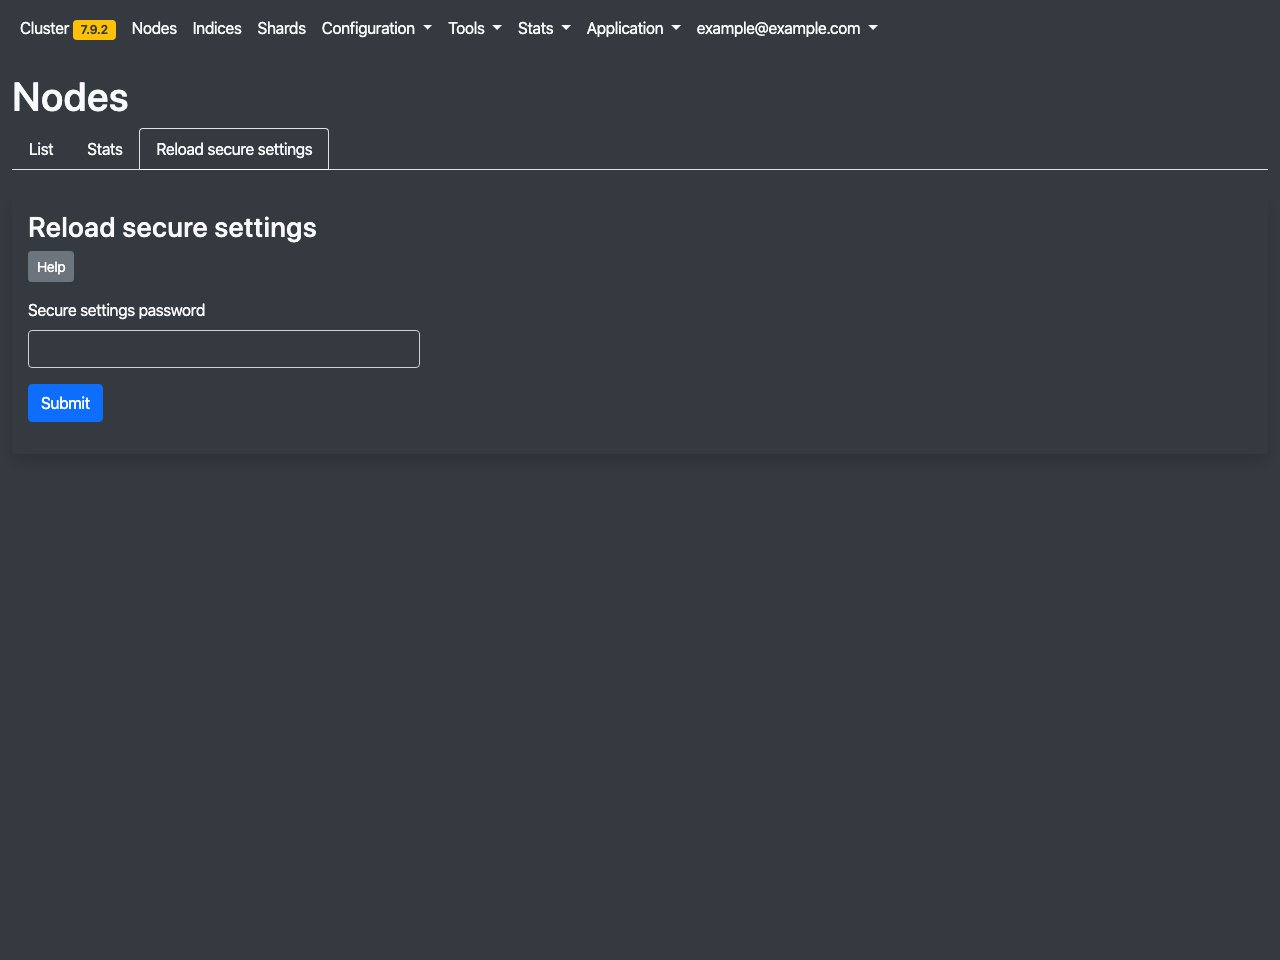 Cluster 7.9.2 Nodes Indices Shards Configuration Tools Stats Application example@example.com
Nodes
List Stats Reload secure settings
Reload secure settings
Help
Secure settings password
Submit